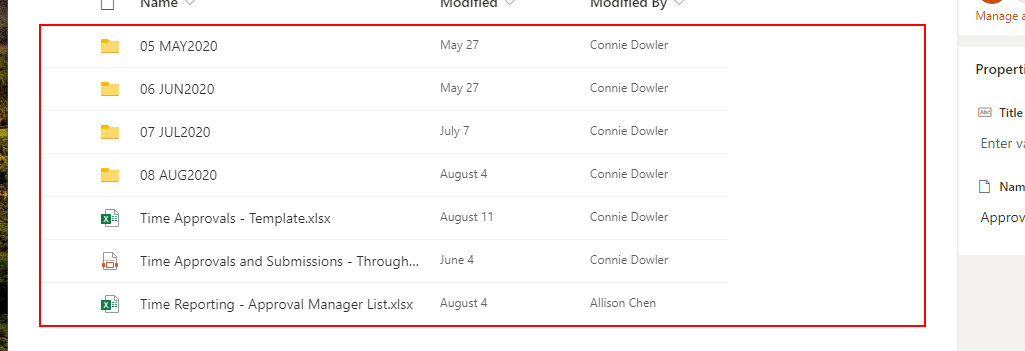 Name Modified Modified By
05 MAY2020 May 27 Connie Dowler
06 JUN2020 May 27 Connie Dowler
07 JUL2020 July 7 Connie Dowler
08 AUG2020 August 4 Connie Dowler
Time Approvals - Template.xlsx August 11 Connie Dowler
Time Approvals and Submissions - Through... June 4 Connie Dowler
Time Reporting - Approval Manager List.xlsx August 4 Allison Chen
Manage a
Properti
Abc Title
Enter va
Nam
Approv